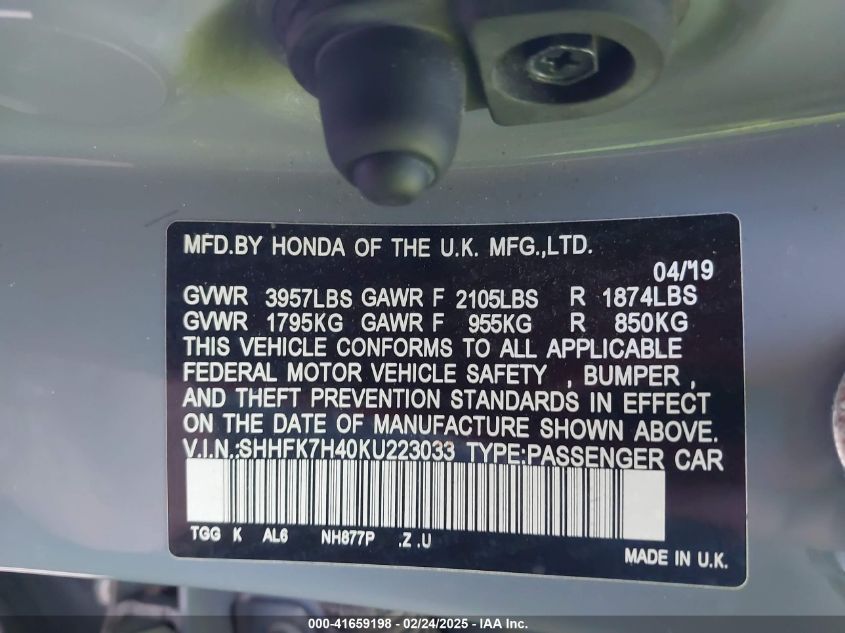 MFD.BY HONDA OF THE U.K. MFG.,LTD.
04/'19
GVWR 3957LBS GAWR F 2105LBS R 1874LBS
GVWR 1795KG GAWR F 955KG R 850KG
THIS VEHICLE CONFORMS TO ALL APPLICABLE
FEDERAL MOTOR VEHICLE SAFETY , BUMPER ,
AND THEFT PREVENTION STANDARDS IN EFFECT
ON THE DATE OF MANUFACTURE SHOWN ABOVE.
V.I.N.:SHHFK7H40KU223033 TYPE:PASSENGER CAR
TGG K AL6 NH877P .Z .U
MADE IN U.K.
000-41659198 - 02/24/2025 - IAA Inc.